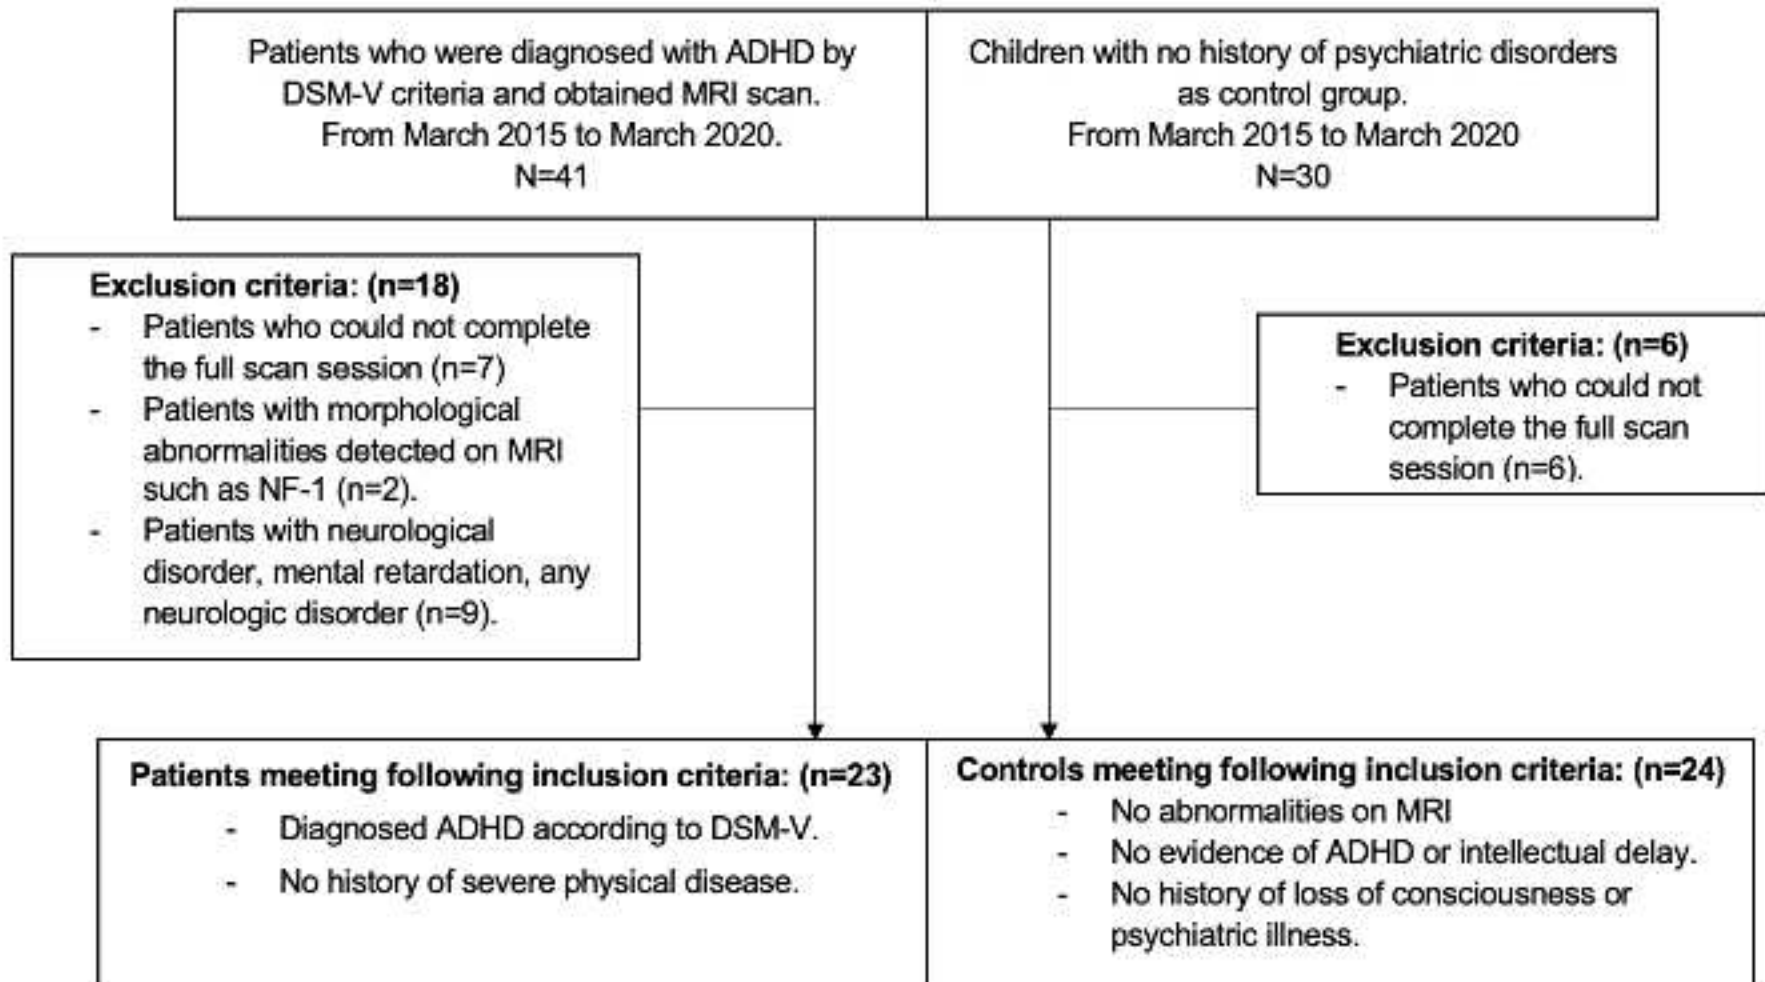 Patients who were diagnosed with ADHD by
DSM-V criteria and obtained MRI scan.
From March 2015 to March 2020.
N=41
Children with no history of psychiatric disorders
as control group.
From March 2015 to March 2020
N=30
Exclusion criteria: (n=18)
- Patients who could not complete
the full scan session (n=7)
- Patients with morphological
abnormalities detected on MRI
such as NF-1 (n=2).
- Patients with neurological
disorder, mental retardation, any
neurologic disorder (n=9).
Exclusion criteria: (n=6)
- Patients who could not
complete the full scan
session (n=6).
Patients meeting following inclusion criteria: (n=23)
- Diagnosed ADHD according to DSM-V.
- No history of severe physical disease.
Controls meeting following inclusion criteria: (n=24)
- No abnormalities on MRI
- No evidence of ADHD or intellectual delay.
- No history of loss of consciousness or
psychiatric illness.